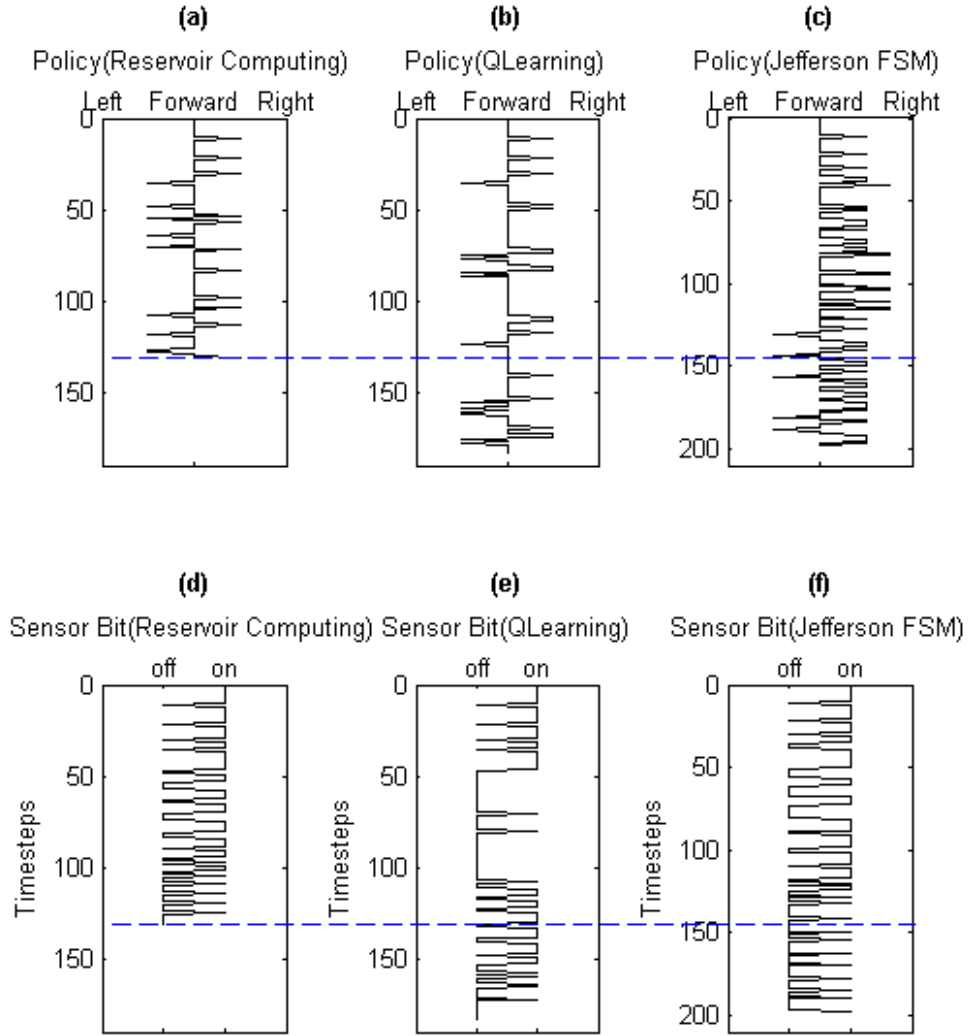 (a) (b) (c)
Policy(Reservoir Computing) Policy(QLearning) Policy(Jefferson FSM)
Left Forward Right Left Forward Right Left Forward Right
0 0 0
50 50 50
100 100 100
150 150 150
200
(d) (e) (f)
Sensor Bit(Reservoir Computing) Sensor Bit(QLearning) Sensor Bit(Jefferson FSM)
off on off on off on
0 0 0
50 50 50
100 100 100
150 150 150
200
Timesteps Timesteps Timesteps